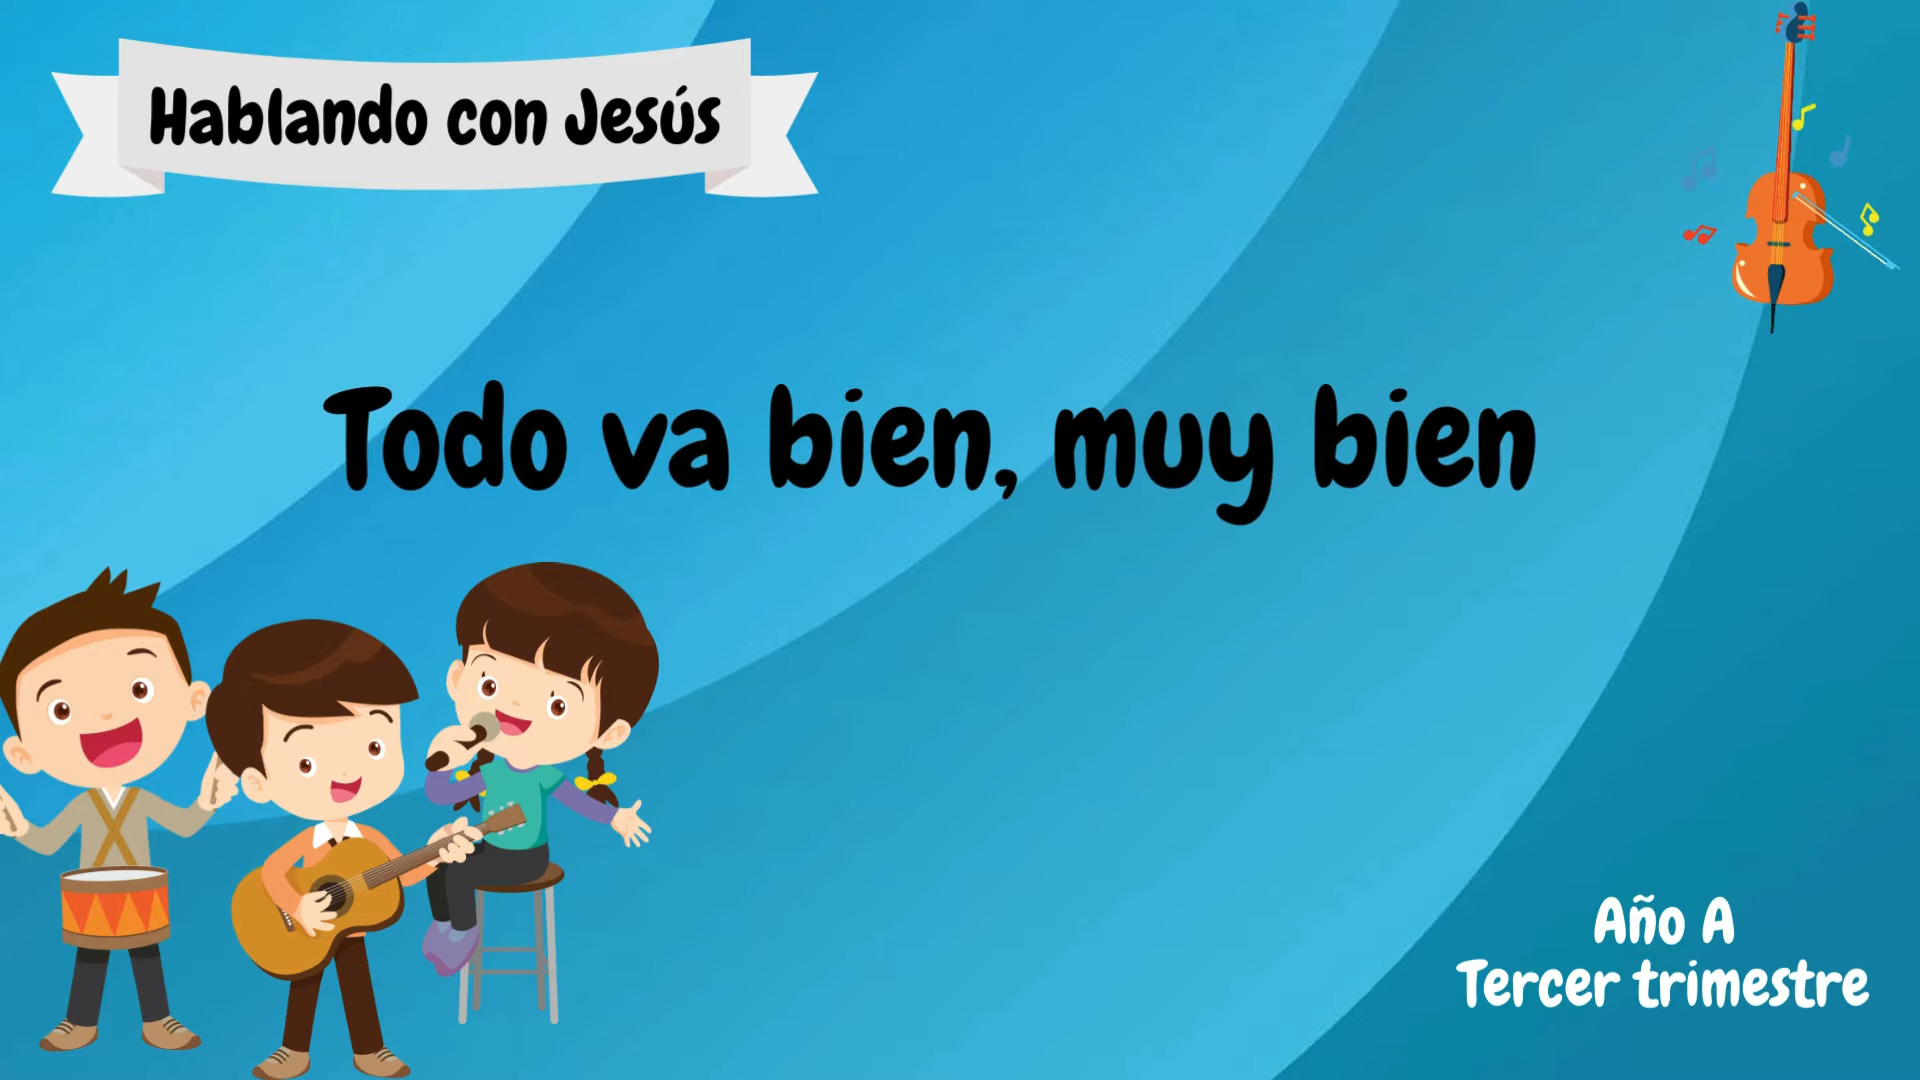 Hablando con Jesús
Todo va bien, muy bien
Año A
Tercer trimestre